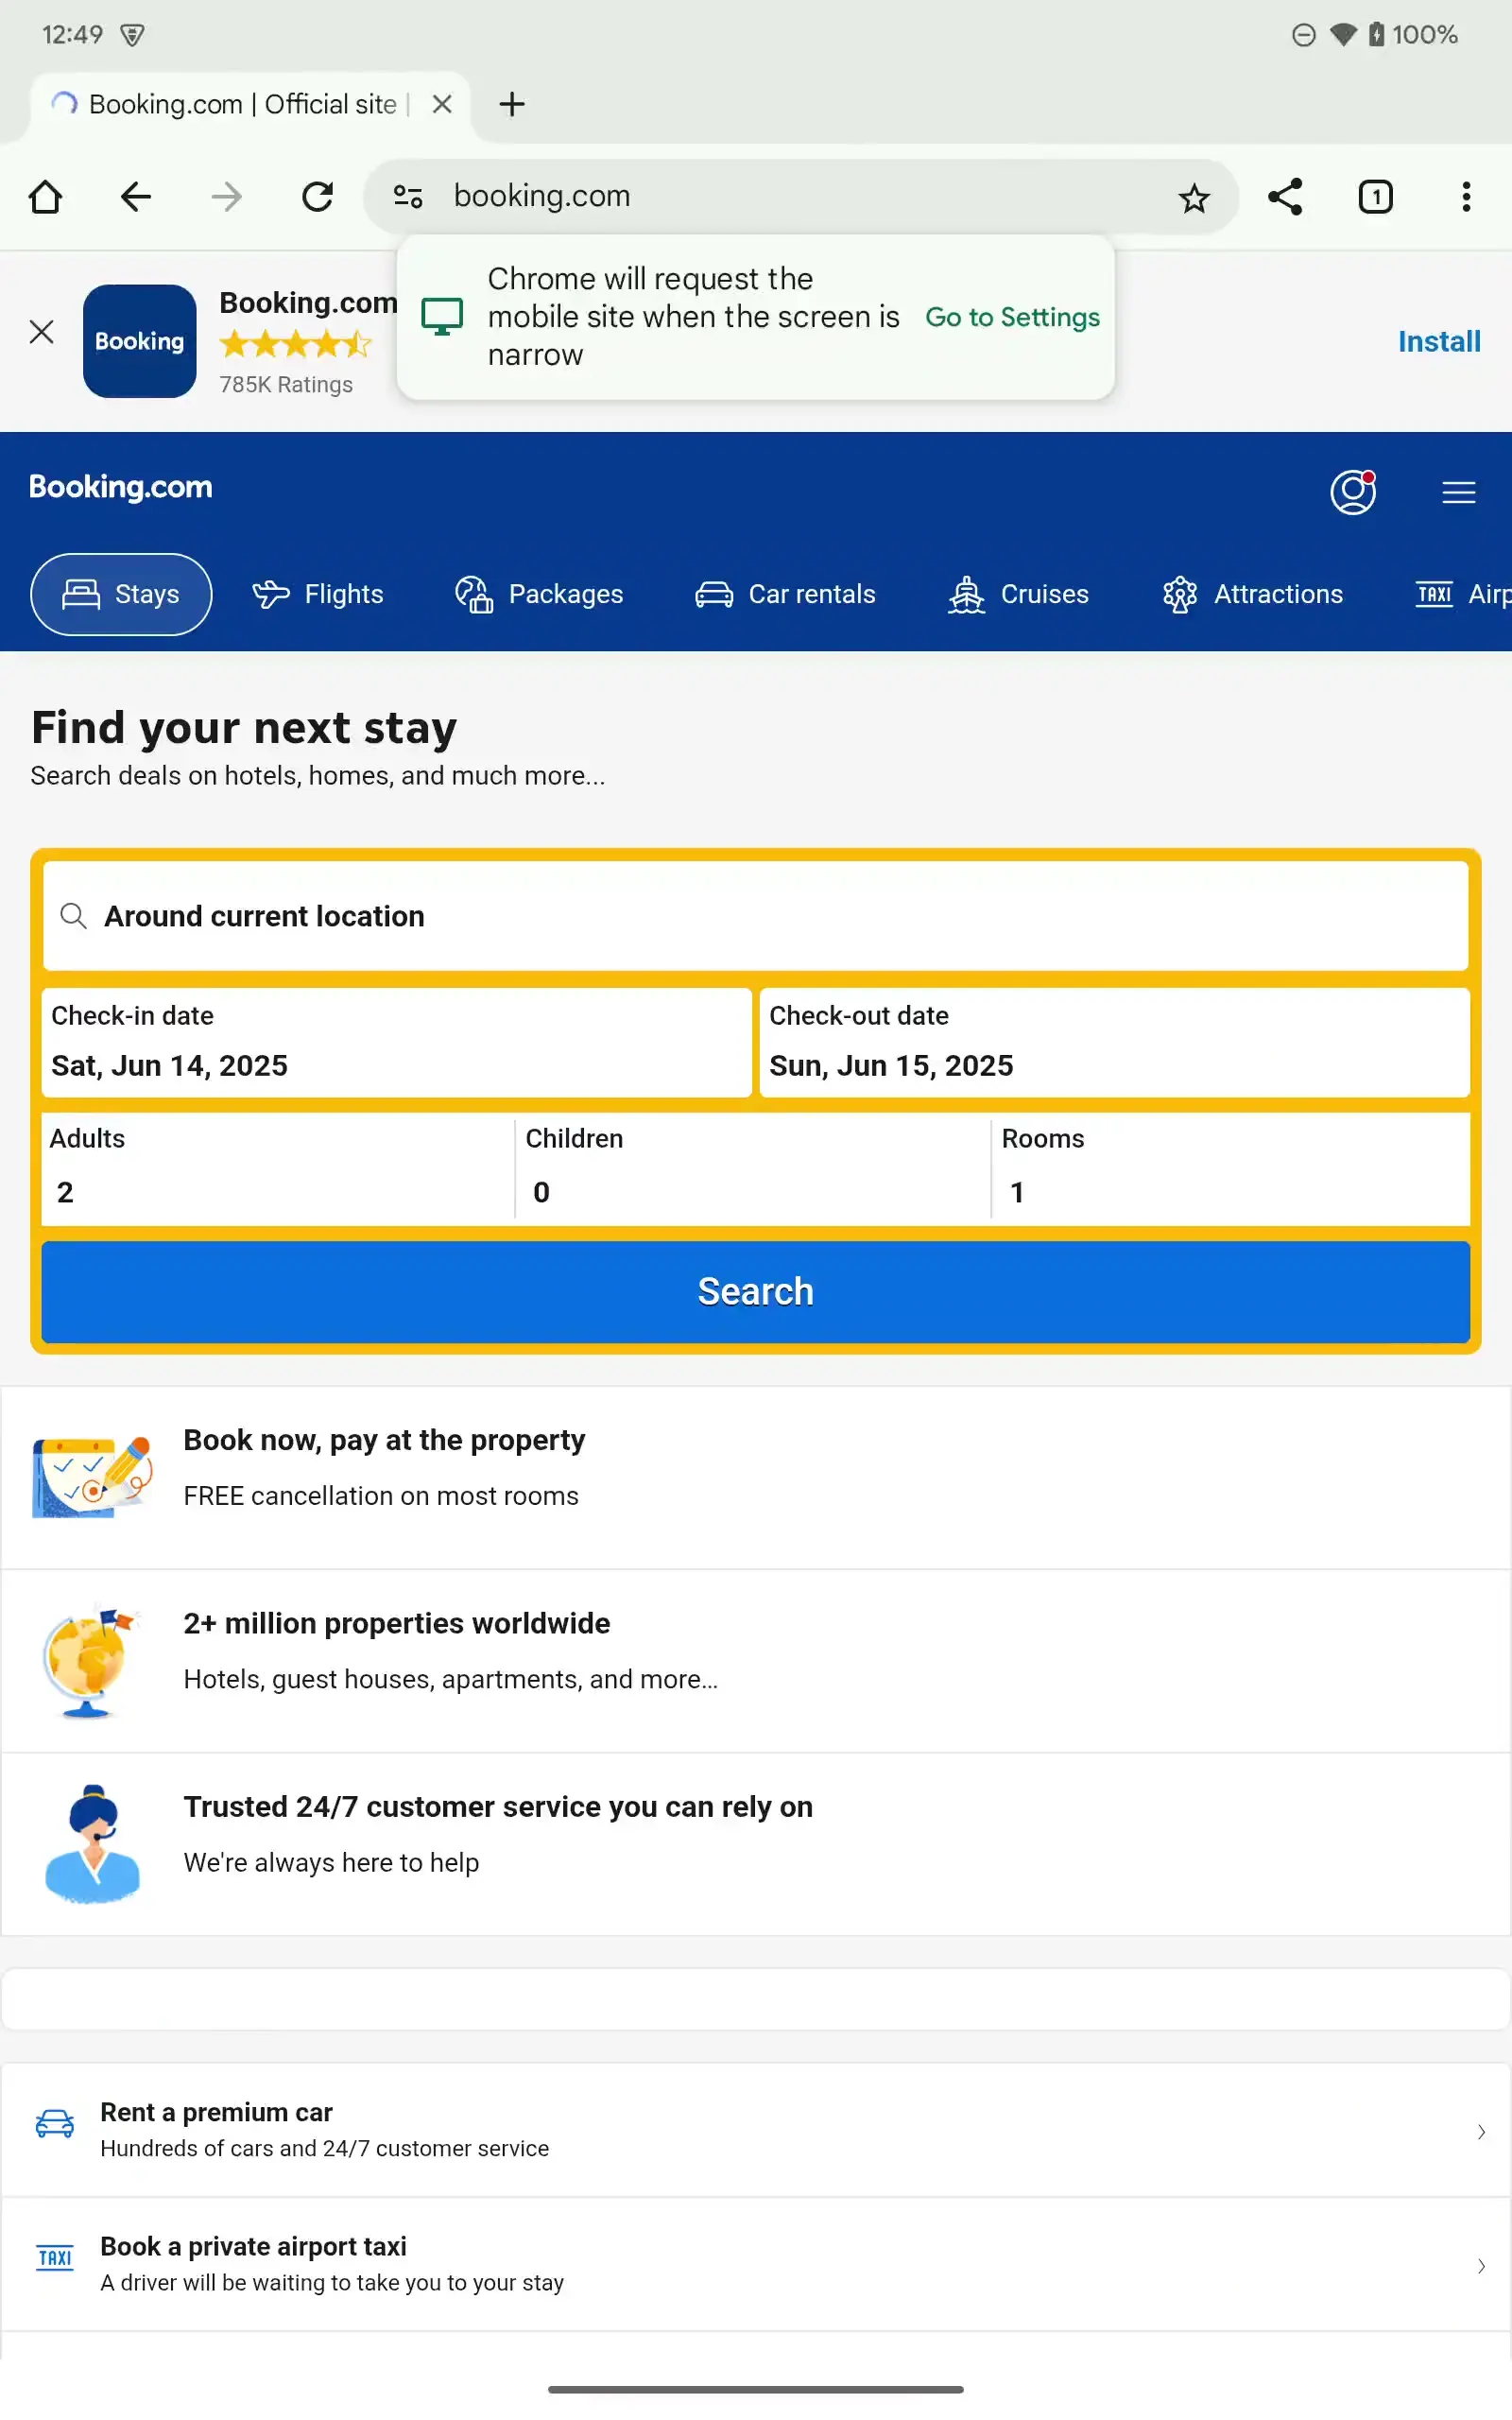 12:49
100%
Booking.com | Official site |
booking.com
1
Chrome will request the
mobile site when the screen is
narrow
Go to Settings
Booking
Booking.com
785K Ratings
Install
Booking.com
Stays
Flights
Packages
Car rentals
Cruises
Attractions
TAXI
Airp
Find your next stay
Search deals on hotels, homes, and much more...
Around current location
Check-in date
Sat, Jun 14, 2025
Check-out date
Sun, Jun 15, 2025
Adults
2
Children
0
Rooms
1
Search
Book now, pay at the property
FREE cancellation on most rooms
2+ million properties worldwide
Hotels, guest houses, apartments, and more…
Trusted 24/7 customer service you can rely on
We're always here to help
Rent a premium car
Hundreds of cars and 24/7 customer service
TAXI
Book a private airport taxi
A driver will be waiting to take you to your stay